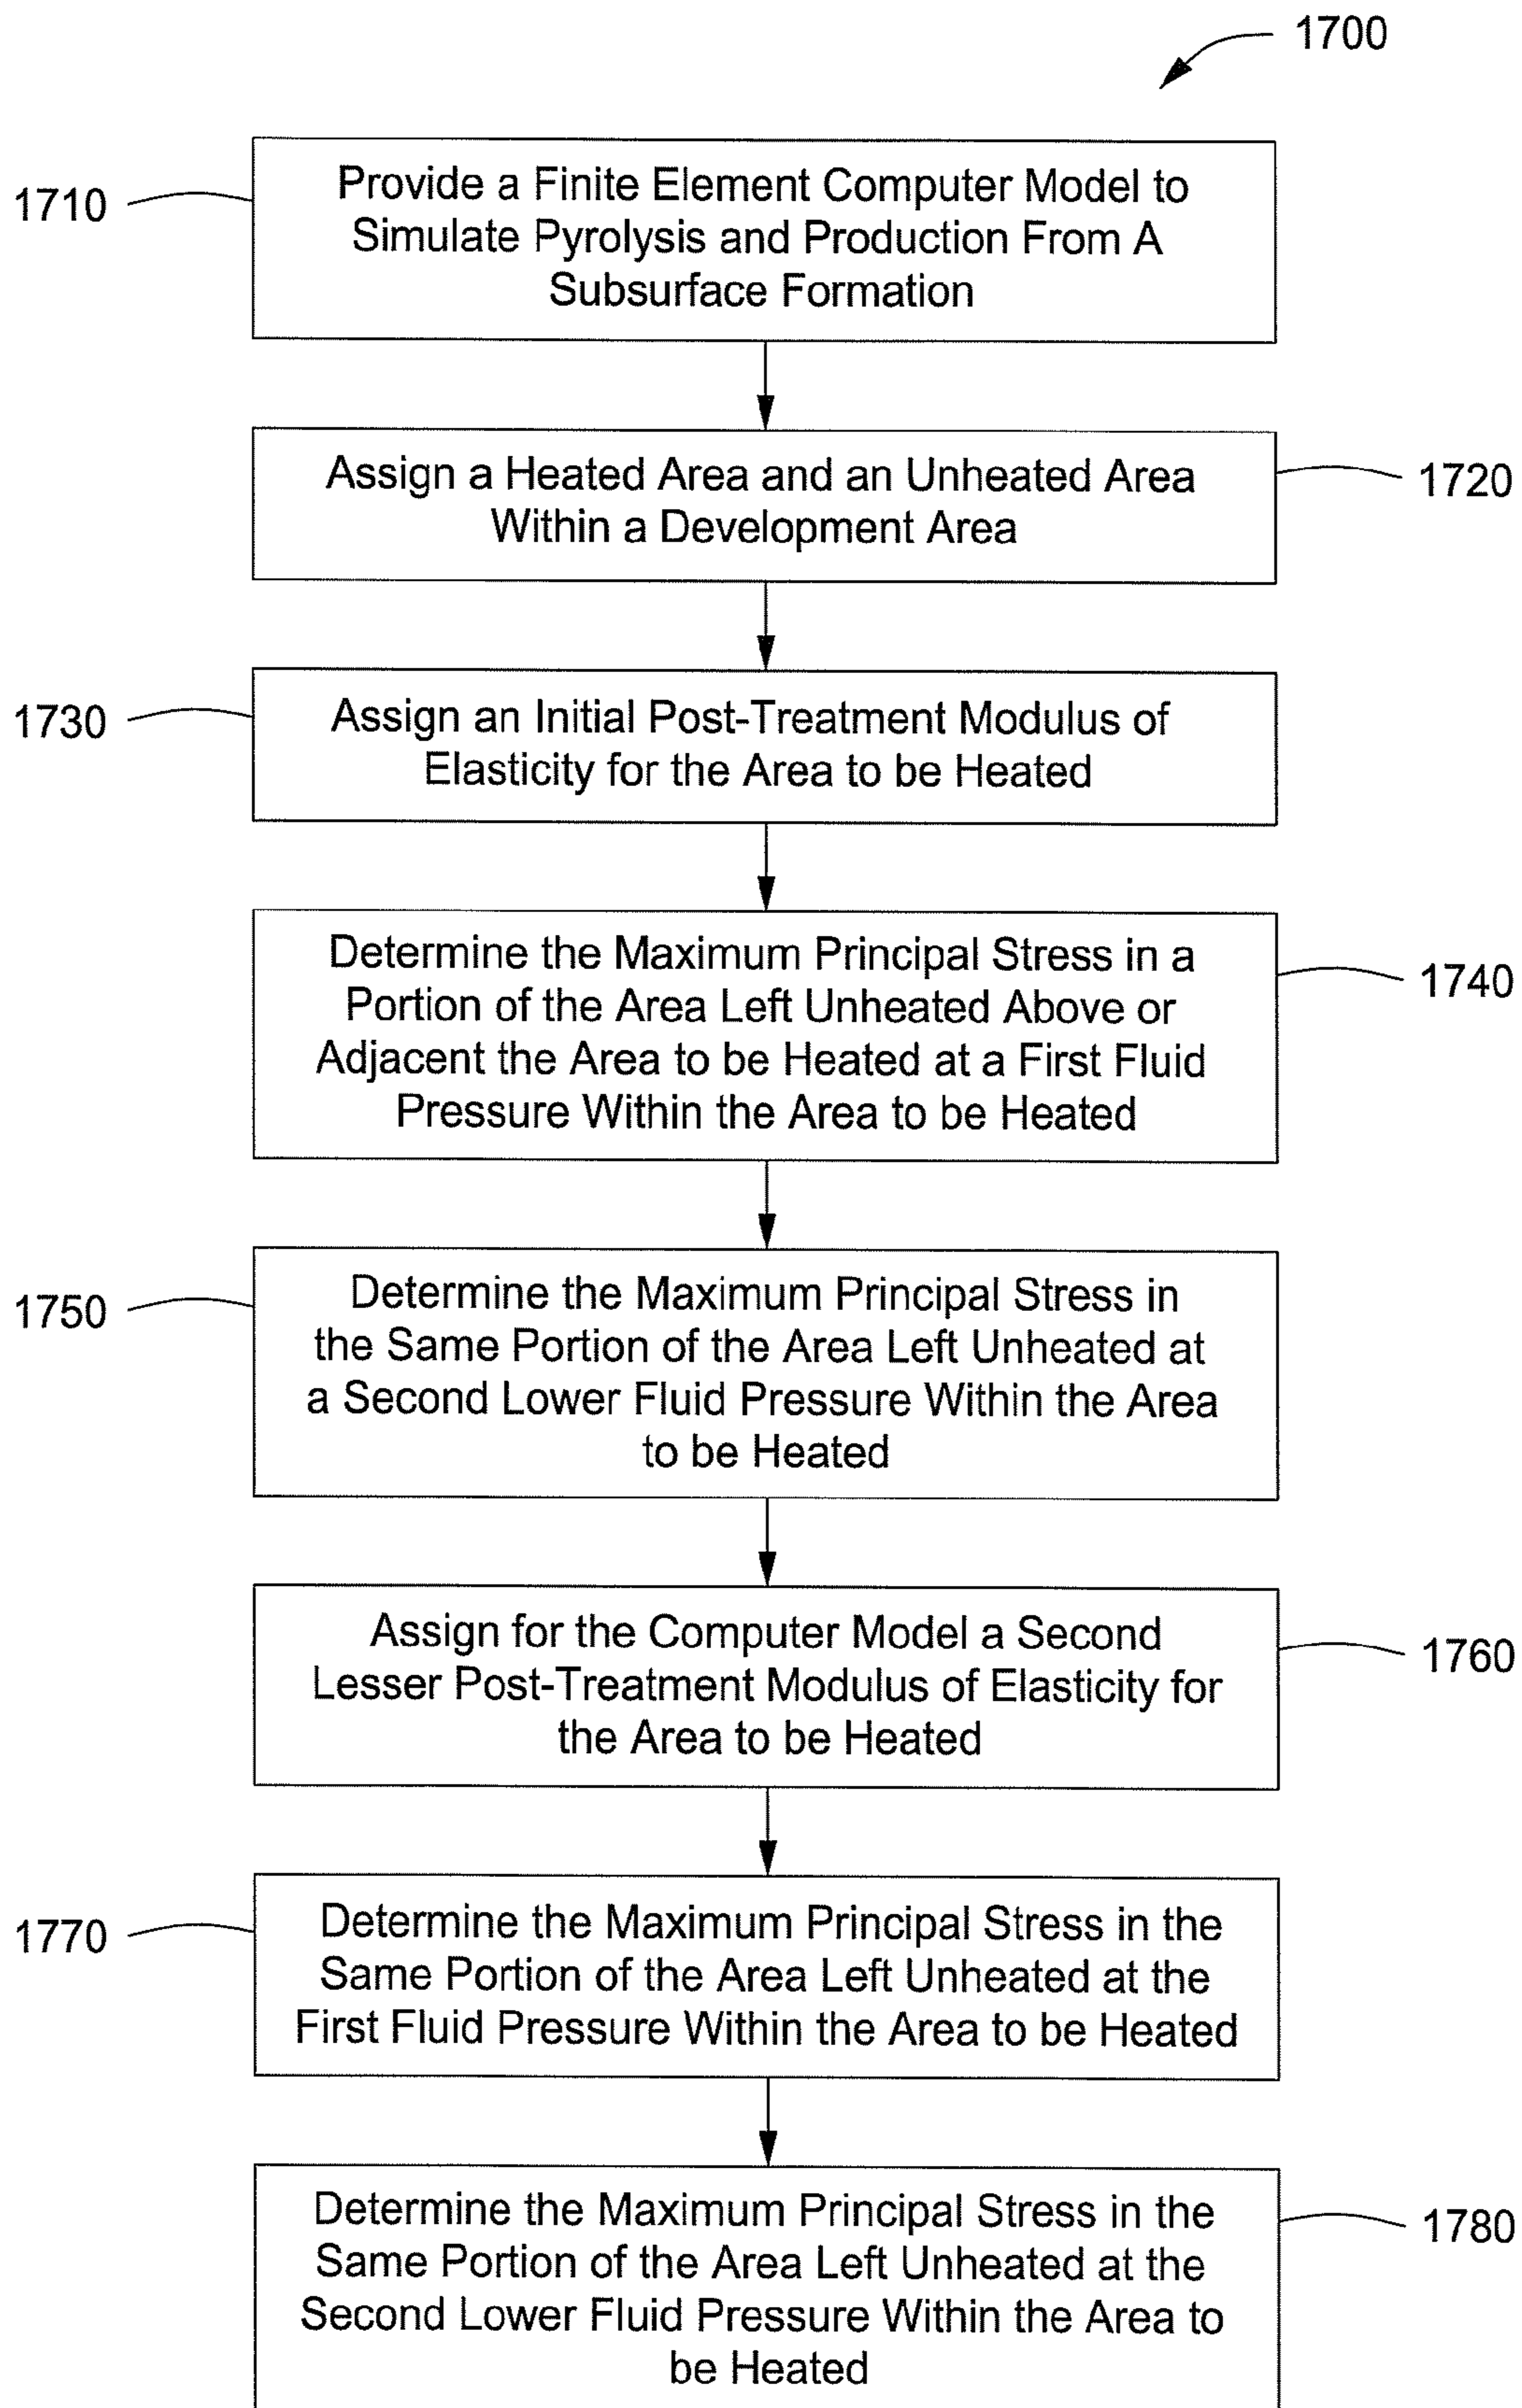 1700
1710
Provide a Finite Element Computer Model to
Simulate Pyrolysis and Production From A
Subsurface Formation
Assign a Heated Area and an Unheated Area
Within a Development Area
1720
1730
Assign an Initial Post-Treatment Modulus of
Elasticity for the Area to be Heated
Determine the Maximum Principal Stress in a
Portion of the Area Left Unheated Above or
Adjacent the Area to be Heated at a First Fluid
Pressure Within the Area to be Heated
1740
1750
Determine the Maximum Principal Stress in
the Same Portion of the Area Left Unheated at
a Second Lower Fluid Pressure Within the Area
to be Heated
Assign for the Computer Model a Second
Lesser Post-Treatment Modulus of Elasticity for
the Area to be Heated
1760
1770
Determine the Maximum Principal Stress in the
Same Portion of the Area Left Unheated at the
First Fluid Pressure Within the Area to be Heated
Determine the Maximum Principal Stress in the
Same Portion of the Area Left Unheated at the
Second Lower Fluid Pressure Within the Area to
be Heated
1780